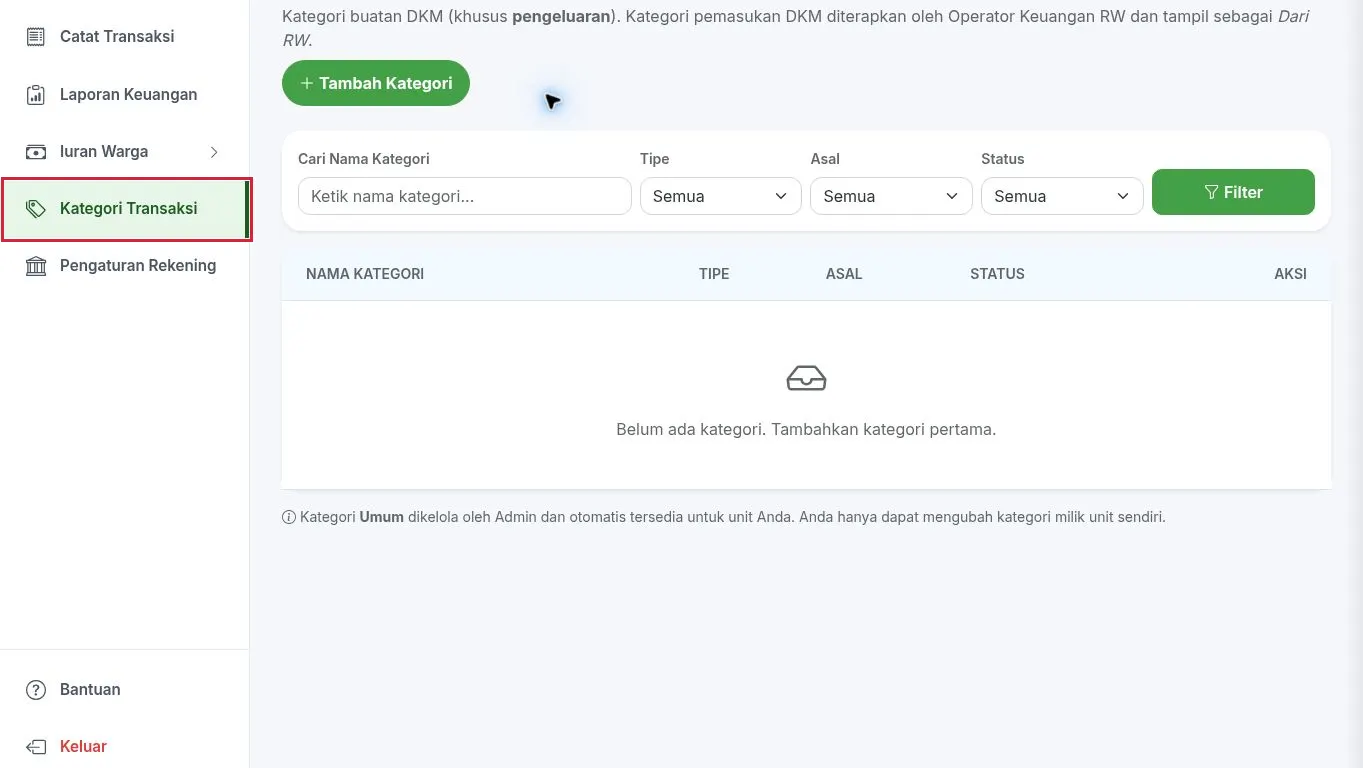 Catat Transaksi
Laporan Keuangan
Iuran Warga
Kategori Transaksi
Pengaturan Rekening
Bantuan
Keluar
Kategori buatan DKM (khusus pengeluaran). Kategori pemasukan DKM diterapkan oleh Operator Keuangan RW dan tampil sebagai Dari
RW.
+ Tambah Kategori
Cari Nama Kategori Tipe Asal Status
Ketik nama kategori... Semua Semua Semua Filter
NAMA KATEGORI TIPE ASAL STATUS AKSI
Belum ada kategori. Tambahkan kategori pertama.
Kategori Umum dikelola oleh Admin dan otomatis tersedia untuk unit Anda. Anda hanya dapat mengubah kategori milik unit sendiri.